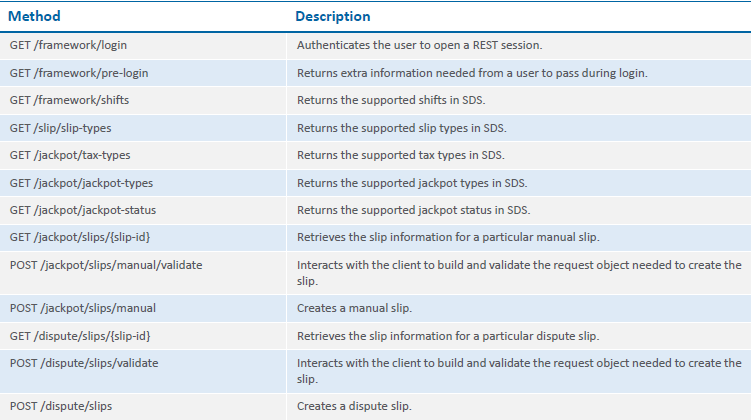 Method Description
GET /framework/login Authenticates the user to open a REST session.
GET /framework/pre-login Returns extra information needed from a user to pass during login.
GET /framework/shifts Returns the supported shifts in SDS.
GET /slip/slip-types Returns the supported slip types in SDS.
GET /jackpot/tax-types Returns the supported tax types in SDS.
GET /jackpot/jackpot-types Returns the supported jackpot types in SDS.
GET /jackpot/jackpot-status Returns the supported jackpot status in SDS.
GET /jackpot/slips/{slip-id} Retrieves the slip information for a particular manual slip.
POST /jackpot/slips/manual/validate Interacts with the client to build and validate the request object needed to create the
slip.
POST /jackpot/slips/manual Creates a manual slip.
GET /dispute/slips/{slip-id} Retrieves the slip information for a particular dispute slip.
POST /dispute/slips/validate Interacts with the client to build and validate the request object needed to create the
slip.
POST /dispute/slips Creates a dispute slip.